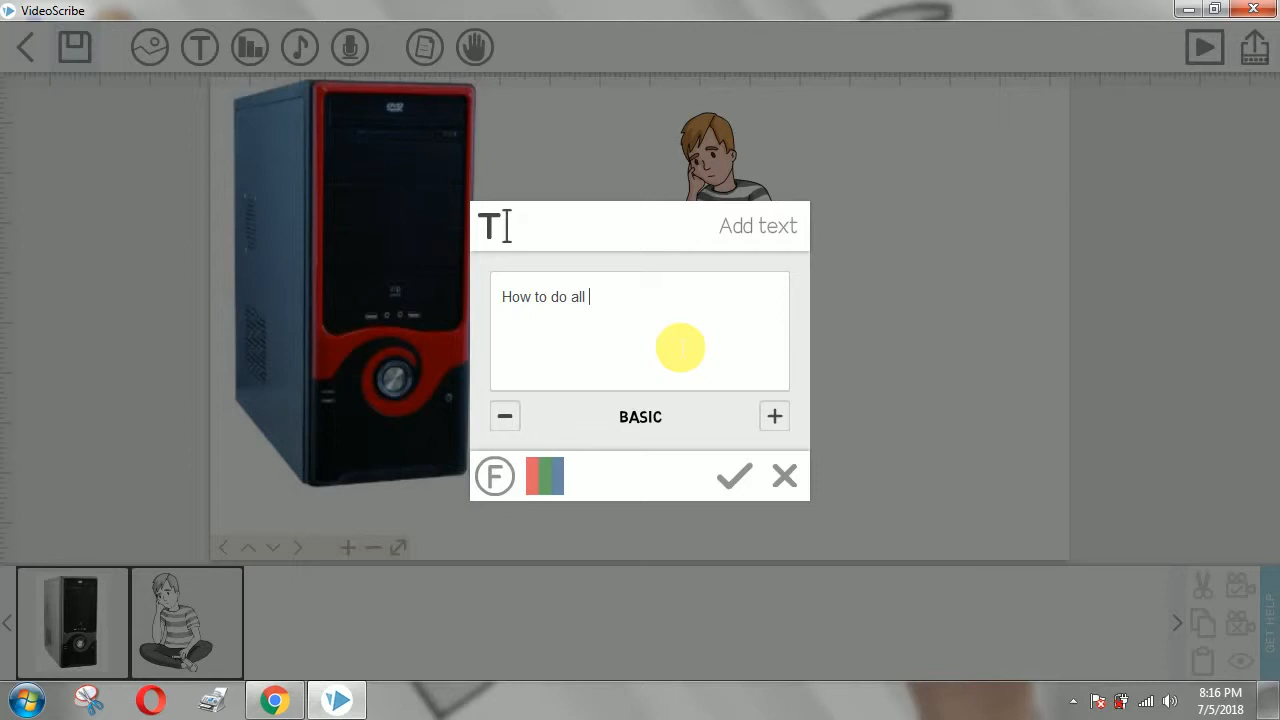 VideoScribe
T
DVD
T
Add text
How to do all
BASIC
F
GET HELP
8:16 PM
7/5/2018